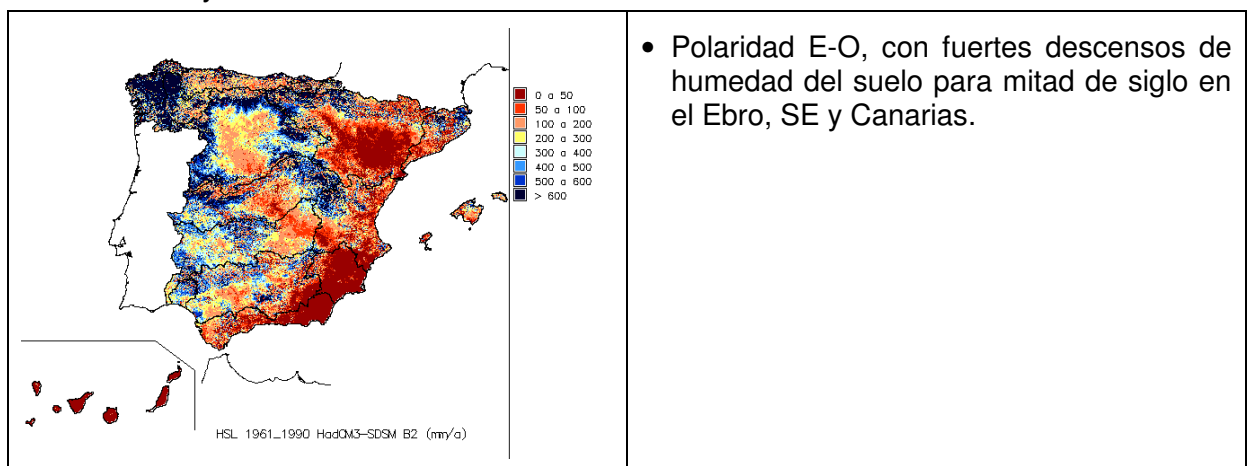 0 a 50
50 a 100
100 a 200
200 a 300
300 a 400
400 a 500
500 a 600
> 600
HSL 1961_1990 HadCM3-SDSM B2 (mm/a)
• Polaridad E-O, con fuertes descensos de
humedad del suelo para mitad de siglo en
el Ebro, SE y Canarias.